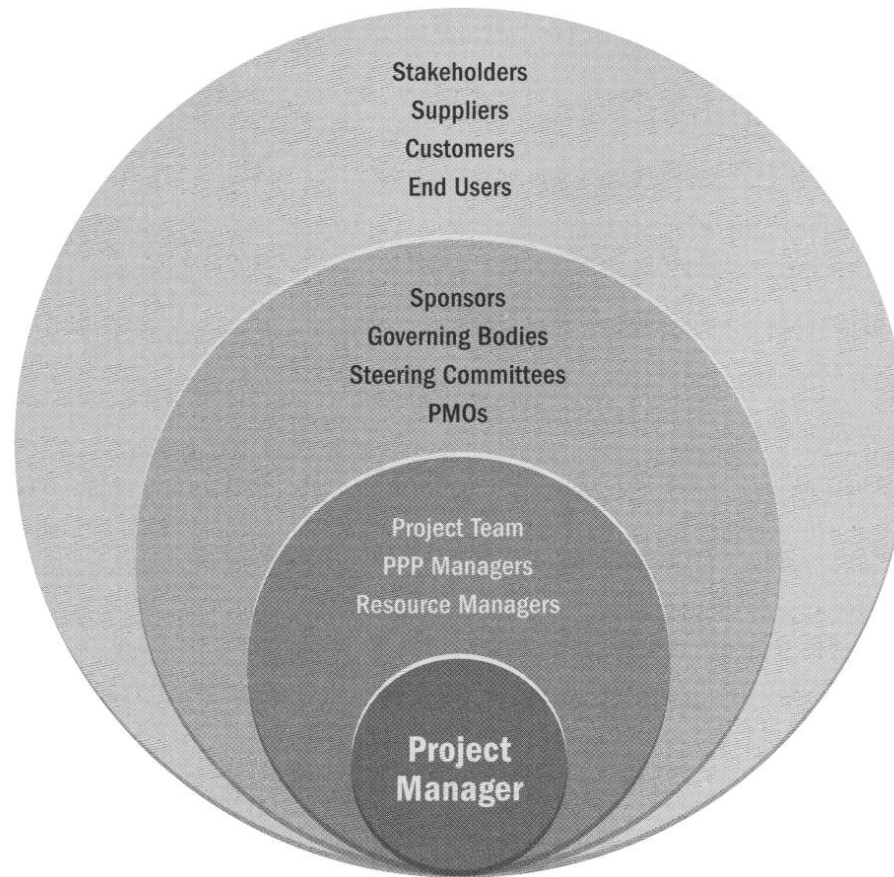 Stakeholders
Suppliers
Customers
End Users
Sponsors
Governing Bodies
Steering Committees
PMOs
Project Team
PPP Managers
Resource Managers
Project
Manager